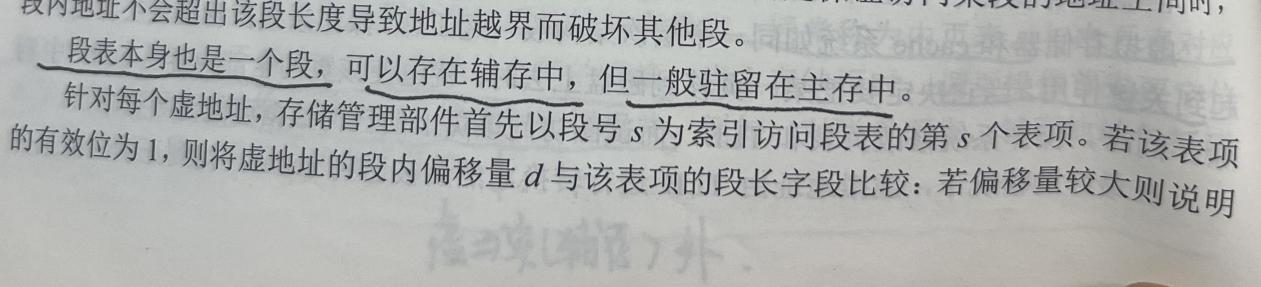 段内地址不会超出该段长度导致地址越界而破坏其他段。
段表本身也是一个段，可以存在辅存中，但一般驻留在主存中。
针对每个虚地址，存储管理部件首先以段号 s 为索引访问段表的第 s 个表项。若该表项
的有效位为 1，则将虚地址的段内偏移量 d 与该表项的段长字段比较：若偏移量较大则说明